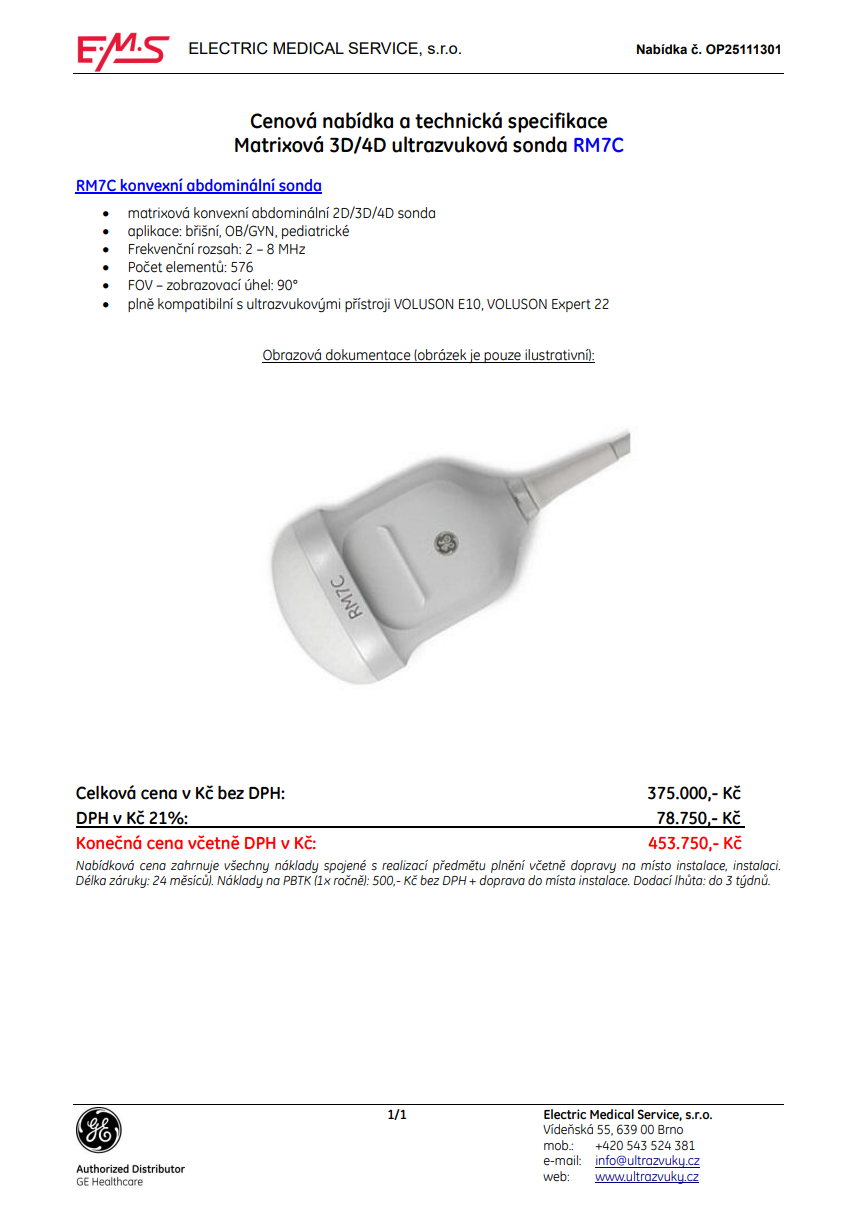 E·M·S ELECTRIC MEDICAL SERVICE, s.r.o. Nabídka č. OP25111301
Cenová nabídka a technická specifikace
Matrixová 3D/4D ultrazvuková sonda RM7C
RM7C konvexní abdominální sonda
• matrixová konvexní abdominální 2D/3D/4D sonda
• aplikace: břišní, OB/GYN, pediatrické
• Frekvenční rozsah: 2 – 8 MHz
• Počet elementů: 576
• FOV – zobrazovací úhel: 90°
• plně kompatibilní s ultrazvukovými přístroji VOLUSON E10, VOLUSON Expert 22
Obrazová dokumentace (obrázek je pouze ilustrativní):
GE
RM7C
Celková cena v Kč bez DPH: 375.000,- Kč
DPH v Kč 21%: 78.750,- Kč
Konečná cena včetně DPH v Kč: 453.750,- Kč
Nabídková cena zahrnuje všechny náklady spojené s realizací předmětu plnění včetně dopravy na místo instalace, instalaci.
Délka záruky: 24 měsíců). Náklady na PBTK (1x ročně): 500,- Kč bez DPH + doprava do místa instalace. Dodací lhůta: do 3 týdnů.
GE
Authorized Distributor
GE Healthcare
1/1
Electric Medical Service, s.r.o.
Vídeňská 55, 639 00 Brno
mob.: +420 543 524 381
e-mail: info@ultrazvuky.cz
web: www.ultrazvuky.cz